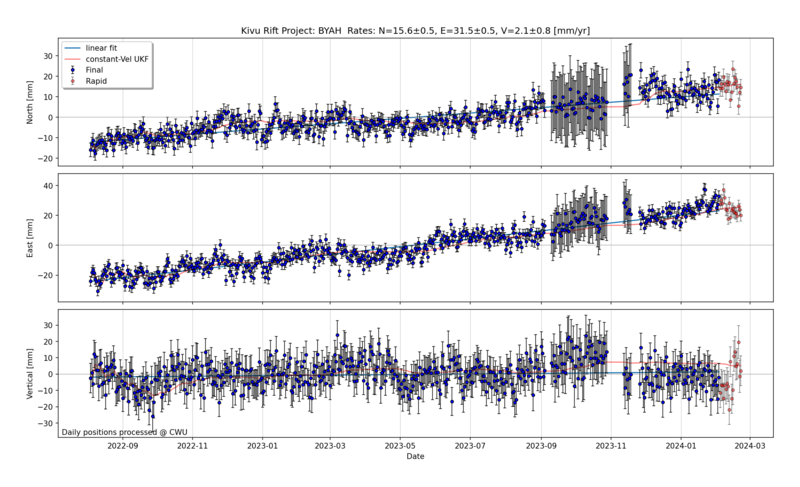 Kivu Rift Project: BYAH  Rates: N=15.6±0.5, E=31.5±0.5, V=2.1±0.8 [mm/yr]
linear fit
constant-Vel UKF
Final
Rapid
North [mm]
30
20
10
0
−10
−20
East [mm]
40
20
0
−20
Vertical [mm]
30
20
10
0
−10
−20
−30
Daily positions processed @ CWU
2022-09
2022-11
2023-01
2023-03
2023-05
2023-07
2023-09
2023-11
2024-01
2024-03
Date